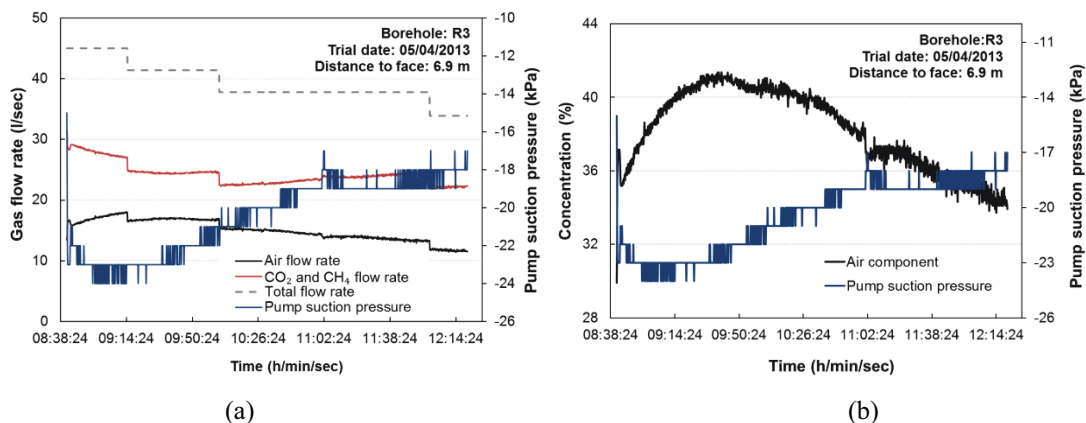 50
40
30
20
10
0
Gas flow rate (l/sec)
Borehole: R3
Trial date: 05/04/2013
Distance to face: 6.9 m
Air flow rate
CO₂ and CH₄ flow rate
Total flow rate
Pump suction pressure
-10
-12
-14
-16
-18
-20
-22
-24
-26
Pump suction pressure (kPa)
08:38:24 09:14:24 09:50:24 10:26:24 11:02:24 11:38:24 12:14:24
Time (h/min/sec)
(a)
44
40
36
32
28
Concentration (%)
Borehole:R3
Trial date: 05/04/2013
Distance to face: 6.9 m
Air component
Pump suction pressure
-11
-14
-17
-20
-23
-26
Pump suction pressure (kPa)
08:38:24 09:14:24 09:50:24 10:26:24 11:02:24 11:38:24 12:14:24
Time (h/min/sec)
(b)